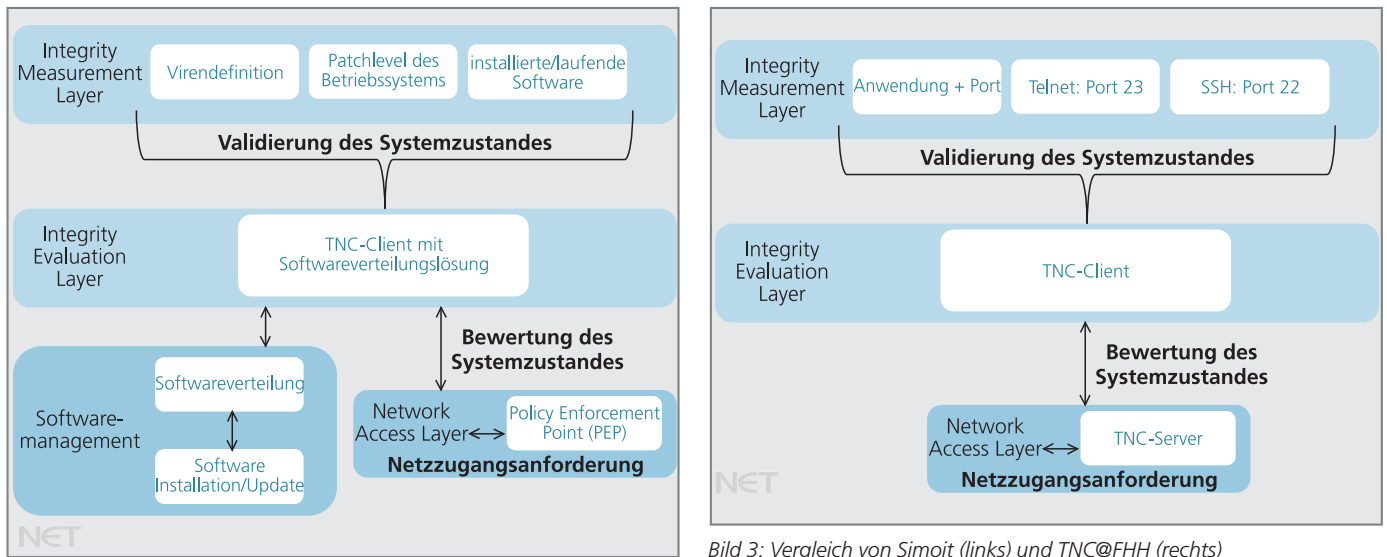 Integrity
Measurement
Layer
Virendefinition
Patchlevel des
Betriebssystems
installierte/laufende
Software
Validierung des Systemzustandes
Integrity
Evaluation
Layer
TNC-Client mit
Softwareverteilungslösung
Bewertung des
Systemzustandes
Software-
management
Softwareverteilung
Software
Installation/Update
Network
Access Layer
Policy Enforcement
Point (PEP)
Netzzugangsanforderung
NET
Integrity
Measurement
Layer
Anwendung + Port
Telnet: Port 23
SSH: Port 22
Validierung des Systemzustandes
Integrity
Evaluation
Layer
TNC-Client
Bewertung des
Systemzustandes
Network
Access Layer
TNC-Server
Netzzugangsanforderung
NET
Bild 3: Vergleich von Simoit (links) und TNC@FHH (rechts)